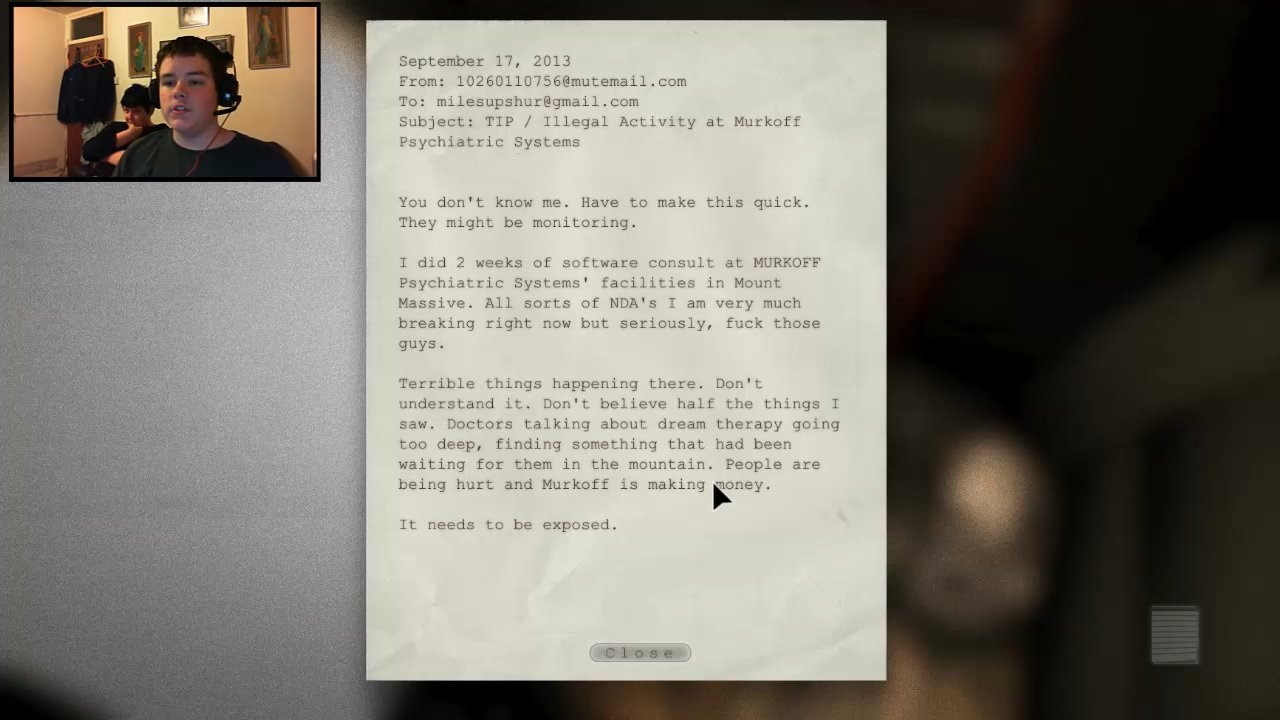 September 17, 2013
From: 10260110756@mutemail.com
To: milesupshur@gmail.com
Subject: TIP / Illegal Activity at Murkoff
Psychiatric Systems
You don't know me. Have to make this quick.
They might be monitoring.
I did 2 weeks of software consult at MURKOFF
Psychiatric Systems' facilities in Mount
Massive. All sorts of NDA's I am very much
breaking right now but seriously, fuck those
guys.
Terrible things happening there. Don't
understand it. Don't believe half the things I
saw. Doctors talking about dream therapy going
too deep, finding something that had been
waiting for them in the mountain. People are
being hurt and Murkoff is making money.
It needs to be exposed.
Close